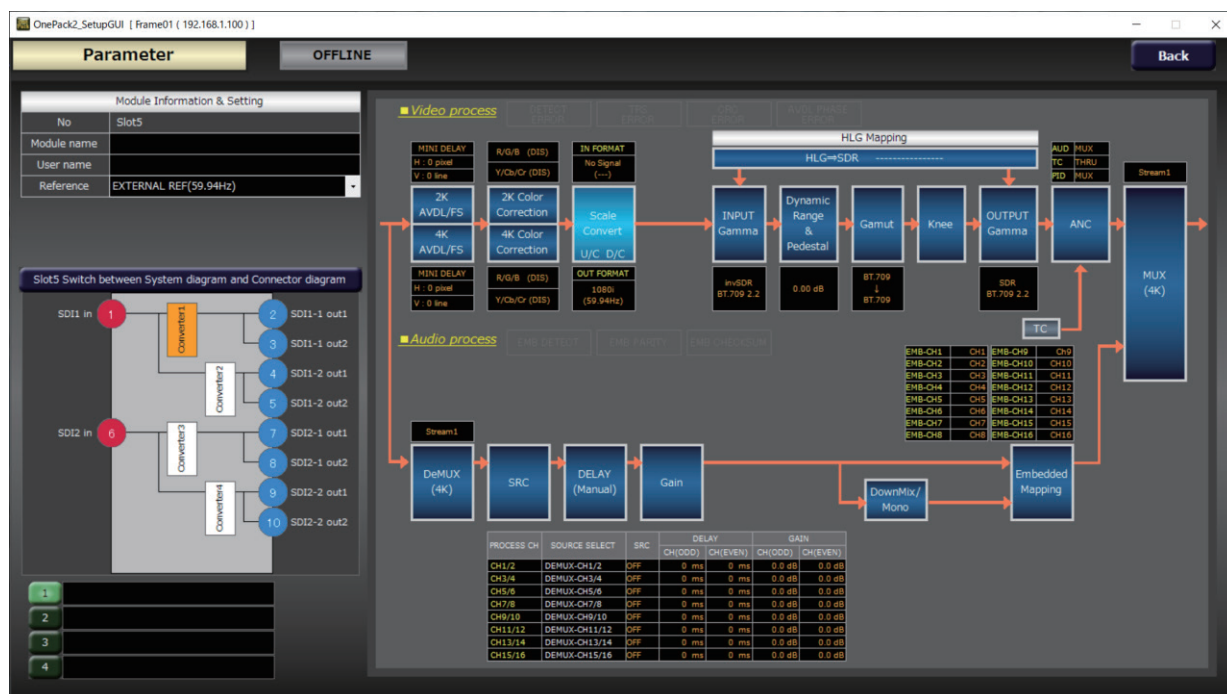 OnePack2_SetupGUI [ Frame01 ( 192.168.1.100 ) ]
Parameter
OFFLINE
Back
Module Information & Setting
No Slot5
Module name
User name
Reference EXTERNAL REF(59.94Hz)
Slot5 Switch between System diagram and Connector diagram
SDI1 in 1
Converter1
2 SDI1-1 out1
3 SDI1-1 out2
Converter2
4 SDI1-2 out1
5 SDI1-2 out2
SDI2 in 6
Converter3
7 SDI2-1 out1
8 SDI2-1 out2
Converter4
9 SDI2-2 out1
10 SDI2-2 out2
1
2
3
4
■Video process
DETECT
ERROR
ERROR
CRC
ERROR
AVDL PHASE
ERROR
MINI DELAY
H : 0 pixel
V : 0 line
2K
AVDL/FS
4K
AVDL/FS
MINI DELAY
H : 0 pixel
V : 0 line
R/G/B (DIS)
Y/Cb/Cr (DIS)
2K Color
Correction
4K Color
Correction
R/G/B (DIS)
Y/Cb/Cr (DIS)
IN FORMAT
No Signal
(---)
Scale
Convert
U/C D/C
OUT FORMAT
1080i
(59.94Hz)
HLG Mapping
HLG⇒SDR ----------------
INPUT
Gamma
invSDR
BT.709 2.2
Dynamic
Range
&
Pedestal
0.00 dB
Gamut
BT.709
↓
BT.709
Knee
OUTPUT
Gamma
SDR
BT.709 2.2
AUD MUX
TC THRU
PID MUX
ANC
TC
Stream1
MUX
(4K)
■Audio process
EMB DETECT
EMB PARITY
EMB CHECKSUM
EMB-CH1 CH1 EMB-CH9 Ch9
EMB-CH2 CH2 EMB-CH10 CH10
EMB-CH3 CH3 EMB-CH11 CH11
EMB-CH4 CH4 EMB-CH12 CH12
EMB-CH5 CH5 EMB-CH13 CH13
EMB-CH6 CH6 EMB-CH14 CH14
EMB-CH7 CH7 EMB-CH15 CH15
EMB-CH8 CH8 EMB-CH16 CH16
Stream1
DeMUX
(4K)
SRC
DELAY
(Manual)
Gain
DownMix/
Mono
Embedded
Mapping
PROCESS CH SOURCE SELECT SRC DELAY GAIN
CH(ODD) CH(EVEN) CH(ODD) CH(EVEN)
CH1/2 DEMUX-CH1/2 OFF 0 ms 0 ms 0.0 dB 0.0 dB
CH3/4 DEMUX-CH3/4 OFF 0 ms 0 ms 0.0 dB 0.0 dB
CH5/6 DEMUX-CH5/6 OFF 0 ms 0 ms 0.0 dB 0.0 dB
CH7/8 DEMUX-CH7/8 OFF 0 ms 0 ms 0.0 dB 0.0 dB
CH9/10 DEMUX-CH9/10 OFF 0 ms 0 ms 0.0 dB 0.0 dB
CH11/12 DEMUX-CH11/12 OFF 0 ms 0 ms 0.0 dB 0.0 dB
CH13/14 DEMUX-CH13/14 OFF 0 ms 0 ms 0.0 dB 0.0 dB
CH15/16 DEMUX-CH15/16 OFF 0 ms 0 ms 0.0 dB 0.0 dB